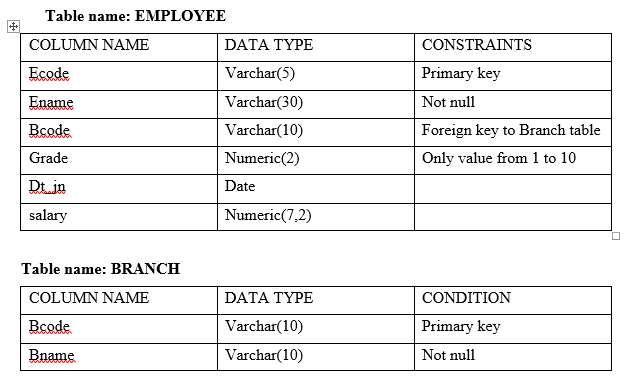 Table name: EMPLOYEE
COLUMN NAME DATA TYPE CONSTRAINTS
Ecode Varchar(5) Primary key
Ename Varchar(30) Not null
Bcode Varchar(10) Foreign key to Branch table
Grade Numeric(2) Only value from 1 to 10
Dt_in Date
salary Numeric(7,2)
Table name: BRANCH
COLUMN NAME DATA TYPE CONDITION
Bcode Varchar(10) Primary key
Bname Varchar(10) Not null